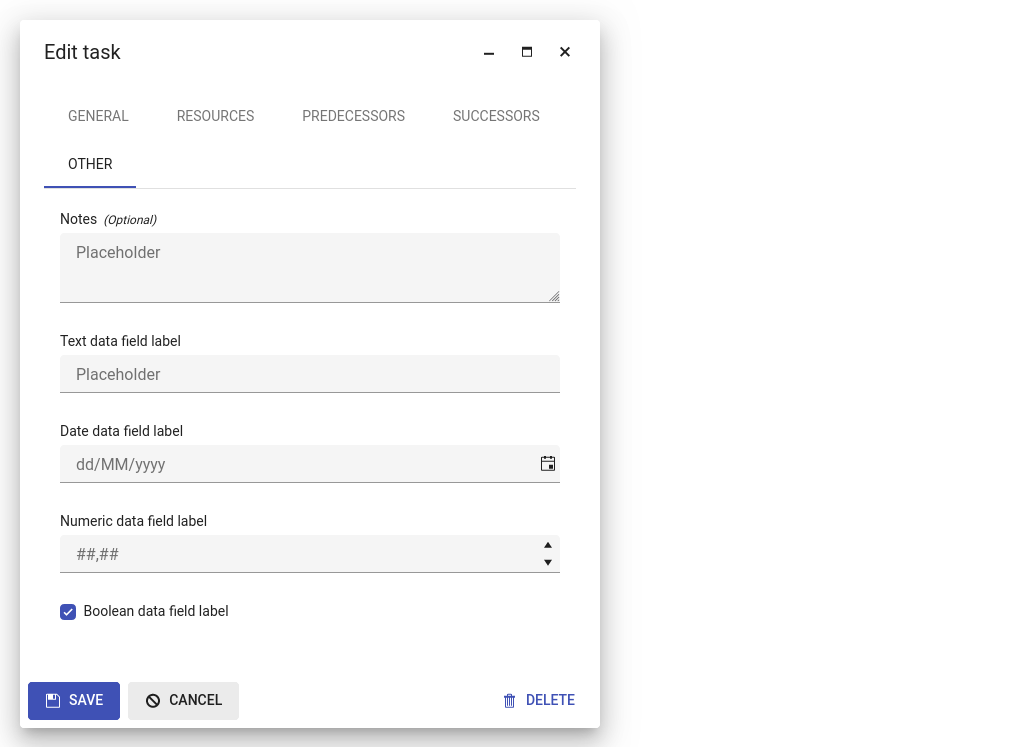 Edit task
GENERAL RESOURCES PREDECESSORS SUCCESSORS
OTHER
Notes (Optional)
Placeholder
Text data field label
Placeholder
Date data field label
dd/MM/yyyy
Numeric data field label
##,##
Boolean data field label
SAVE CANCEL DELETE